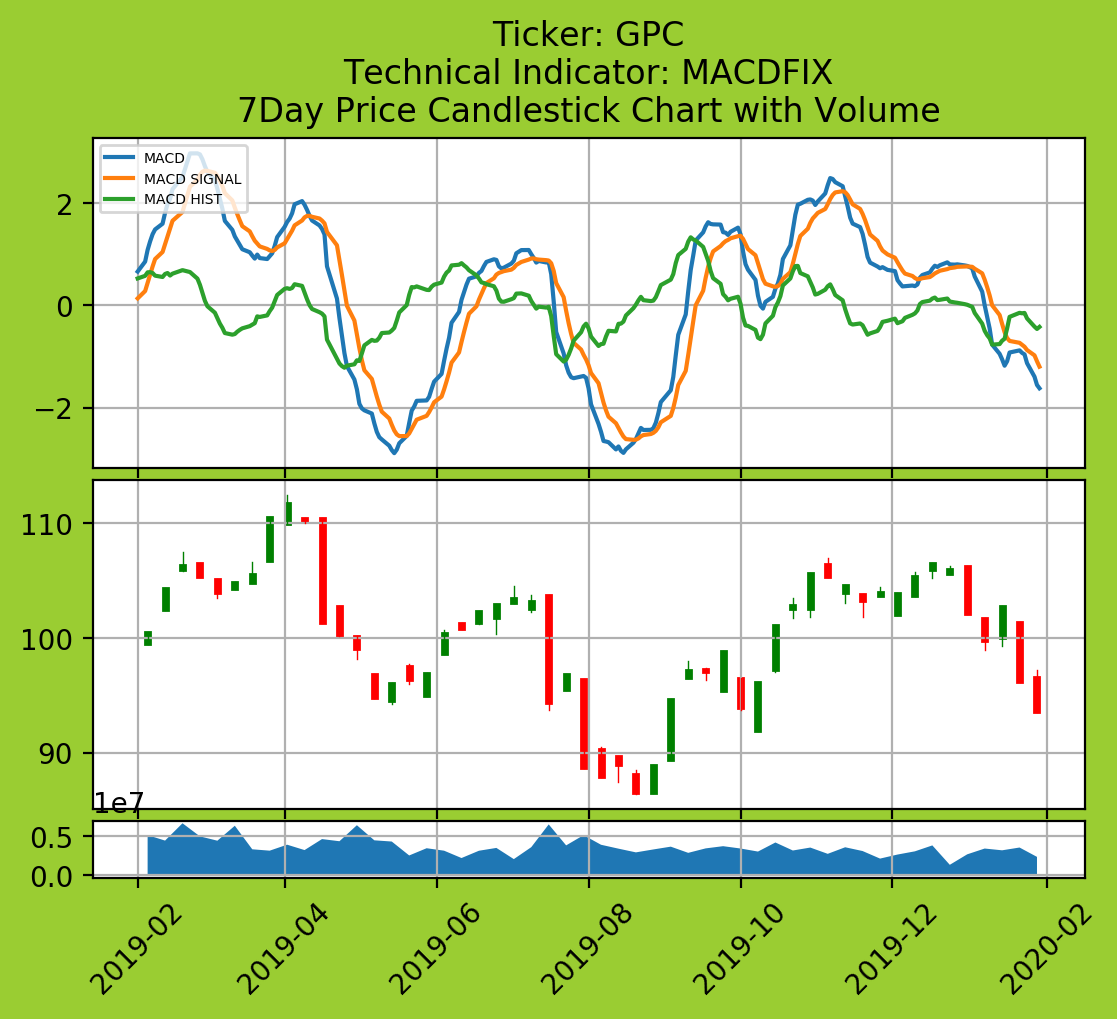 Ticker: GPC
Technical Indicator: MACDFIX
7Day Price Candlestick Chart with Volume
MACD
MACD SIGNAL
MACD HIST
2
0
−2
110
100
90
1e7
0.5
0.0
2019-02
2019-04
2019-06
2019-08
2019-10
2019-12
2020-02